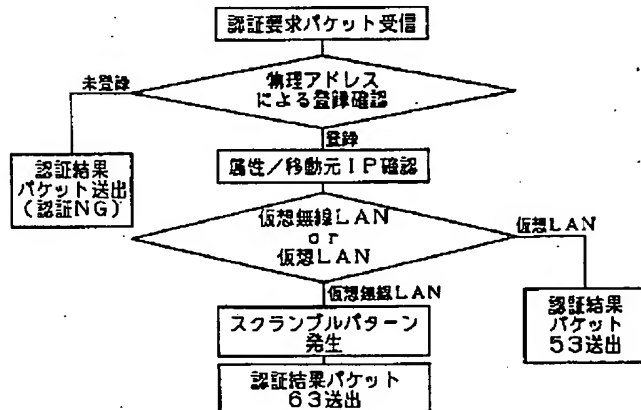 認証要求パケット受信
物理アドレス
による登録確認
未登録
登録
認証結果
パケット送出
(認証NG)
属性/移動元IP確認
仮想無線LAN
or
仮想LAN
仮想LAN
仮想無線LAN
スクランブルパターン
発生
認証結果
パケット
53送出
認証結果パケット
63送出